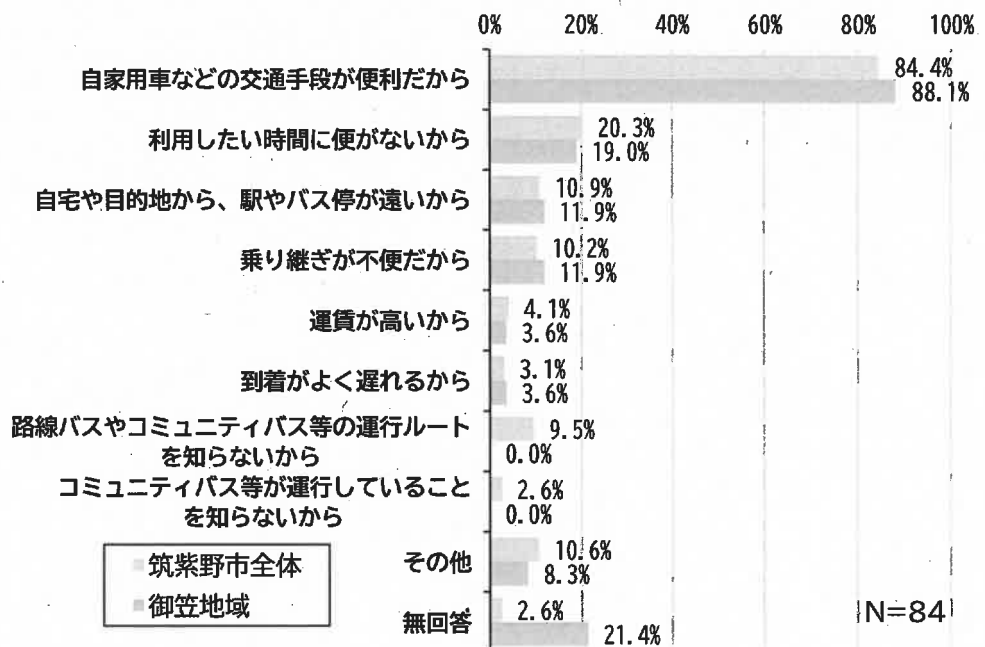 0% 20% 40% 60% 80% 100%
自家用車などの交通手段が便利だから 84.4%
88.1%
利用したい時間に便がないから 20.3%
19.0%
自宅や目的地から、駅やバス停が遠いから 10.9%
11.9%
乗り継ぎが不便だから 10.2%
11.9%
運賃が高いから 4.1%
3.6%
到着がよく遅れるから 3.1%
3.6%
路線バスやコミュニティバス等の運行ルート 9.5%
を知らないから 0.0%
コミュニティバス等が運行していること 2.6%
を知らないから 0.0%
その他 10.6%
8.3%
無回答 2.6%
21.4%
筑紫野市全体
御笠地域
N=84